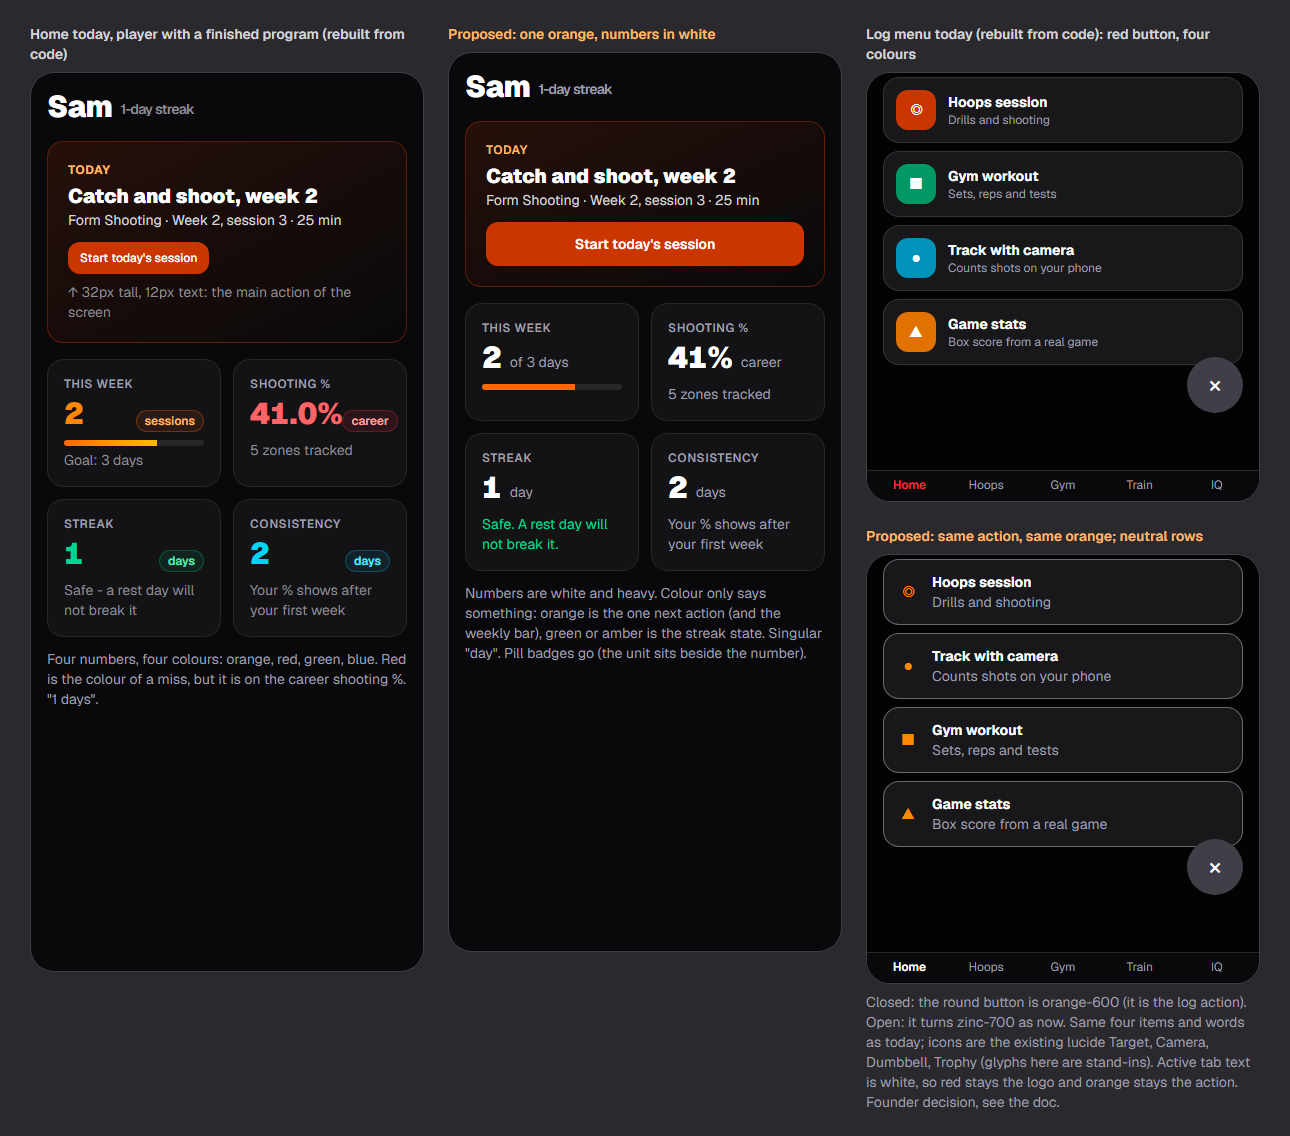 Home today, player with a finished program (rebuilt from
code)
Sam 1-day streak
TODAY
Catch and shoot, week 2
Form Shooting · Week 2, session 3 · 25 min
Start today's session
↑ 32px tall, 12px text: the main action of the
screen
THIS WEEK
2 sessions
Goal: 3 days
SHOOTING %
41.0% career
5 zones tracked
STREAK
1 days
Safe - a rest day will
not break it
CONSISTENCY
2 days
Your % shows after
your first week
Four numbers, four colours: orange, red, green, blue. Red
is the colour of a miss, but it is on the career shooting %.
"1 days".
Proposed: one orange, numbers in white
Sam 1-day streak
TODAY
Catch and shoot, week 2
Form Shooting · Week 2, session 3 · 25 min
Start today's session
THIS WEEK
2 of 3 days
SHOOTING %
41% career
5 zones tracked
STREAK
1 day
Safe. A rest day will
not break it.
CONSISTENCY
2 days
Your % shows after
your first week
Numbers are white and heavy. Colour only says
something: orange is the one next action (and the
weekly bar), green or amber is the streak state. Singular
"day". Pill badges go (the unit sits beside the number).
Log menu today (rebuilt from code): red button, four
colours
Hoops session
Drills and shooting
Gym workout
Sets, reps and tests
Track with camera
Counts shots on your phone
Game stats
Box score from a real game
×
Home Hoops Gym Train IQ
Proposed: same action, same orange; neutral rows
Hoops session
Drills and shooting
Track with camera
Counts shots on your phone
Gym workout
Sets, reps and tests
Game stats
Box score from a real game
×
Home Hoops Gym Train IQ
Closed: the round button is orange-600 (it is the log action).
Open: it turns zinc-700 as now. Same four items and words
as today; icons are the existing lucide Target, Camera,
Dumbbell, Trophy (glyphs here are stand-ins). Active tab text
is white, so red stays the logo and orange stays the action.
Founder decision, see the doc.